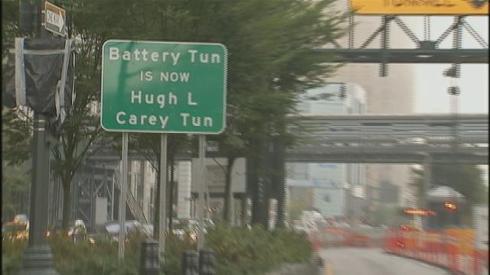 Battery Tun
IS NOW
Hugh L
Carey Tun